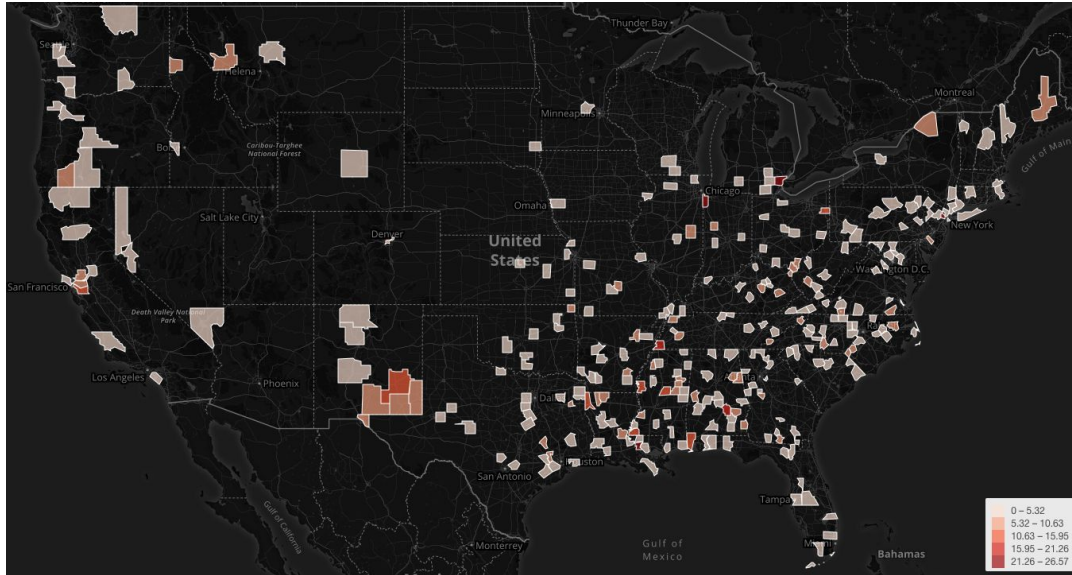 Thunder Bay
Seattle
Montreal
Helena
Minneapolis
Gulf of Maine
Caribou-Targhee
National Forest
Chicago
Salt Lake City
Omaha
New York
Denver
United
States
Washington D.C.
San Francisco
Death Valley National
Park
Los Angeles
Phoenix
Houston
San Antonio
Tampa
Gulf of California
Gulf of
Mexico
Miami
Monterrey
Bahamas
0 – 5.32
5.32 – 10.63
10.63 – 15.95
15.95 – 21.26
21.26 – 26.57